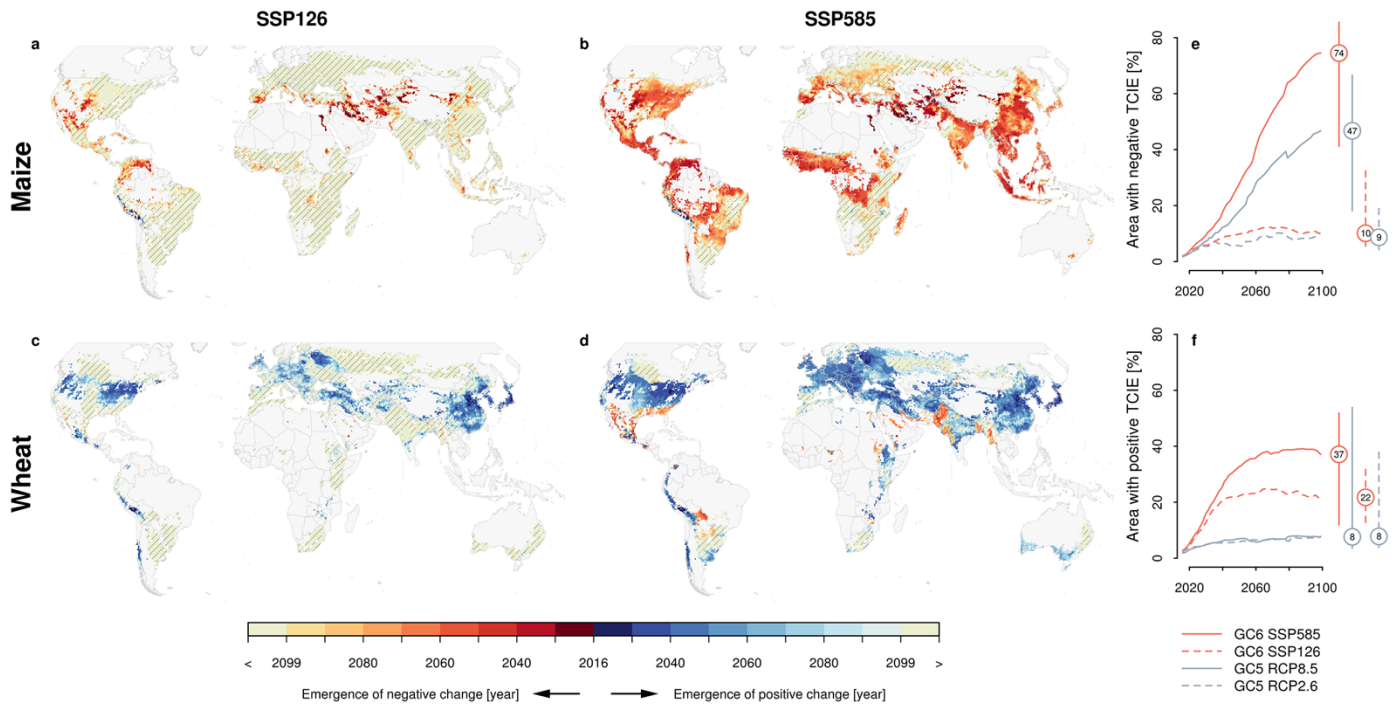 SSP126
SSP585
Maize
a
b
e
Area with negative TCIE [%]
80
60
40
20
0
74
47
10
9
2020 2060 2100
Wheat
c
d
f
Area with positive TCIE [%]
80
60
40
20
0
37
22
8
8
2020 2060 2100
< 2099 2080 2060 2040 2016 2040 2060 2080 2099 >
Emergence of negative change [year]
Emergence of positive change [year]
GC6 SSP585
GC6 SSP126
GC5 RCP8.5
GC5 RCP2.6